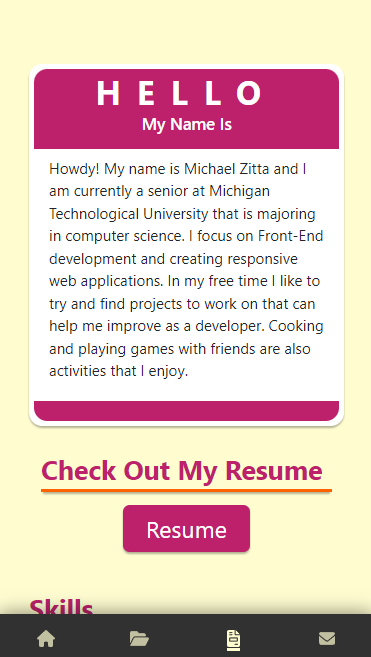 HELLO
My Name Is
Howdy! My name is Michael Zitta and I
am currently a senior at Michigan
Technological University that is majoring
in computer science. I focus on Front-End
development and creating responsive
web applications. In my free time I like to
try and find projects to work on that can
help me improve as a developer. Cooking
and playing games with friends are also
activities that I enjoy.
Check Out My Resume
Resume
Skills